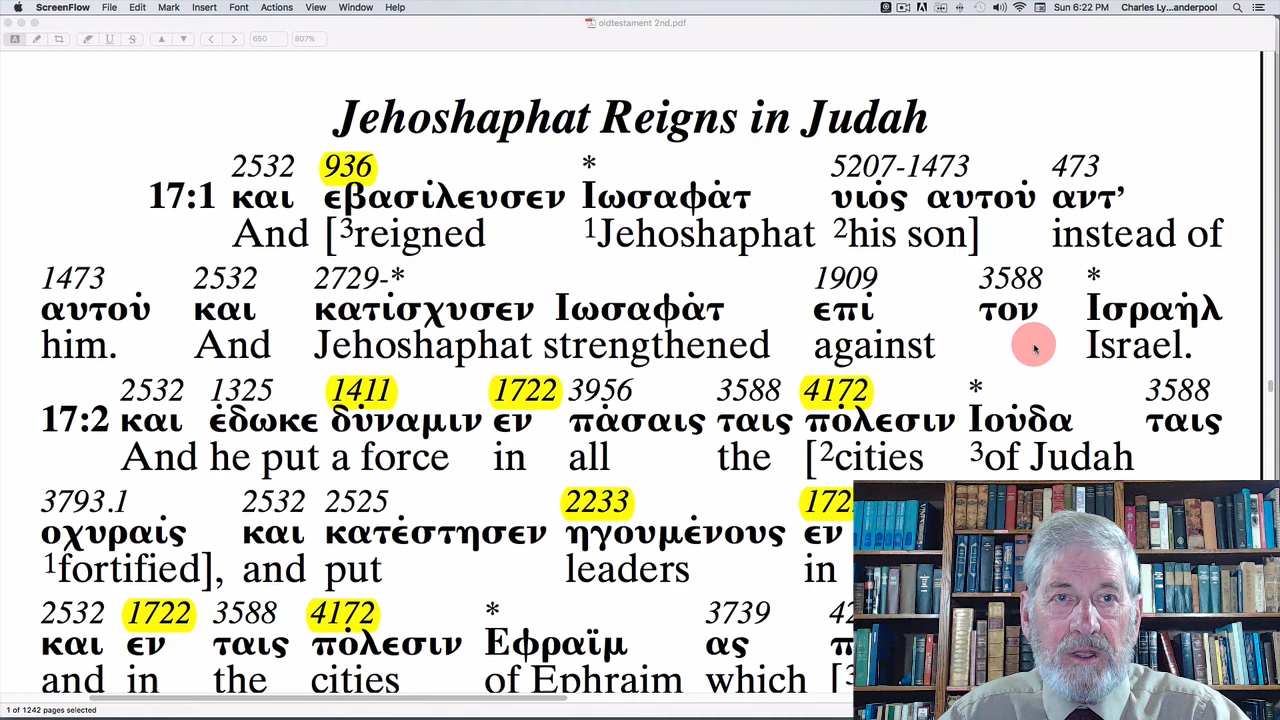 ScreenFlow File Edit Mark Insert Font Actions View Window Help Sun 6:22 PM Charles Ly...anderpool
oldtestament 2nd.pdf
650 807%
Jehoshaphat Reigns in Judah
2532 936 * 5207-1473 473
17:1 και εβασίλευσεν Ιωσαφάτ υιός αυτού αντ’
And [3reigned 1Jehoshaphat 2his son] instead of
1473 2532 2729-* 1909 3588 *
αυτού και κατίσχυσεν Ιωσαφάτ επί τον Ισραήλ
him. And Jehoshaphat strengthened against Israel.
2532 1325 1411 1722 3956 3588 4172 * 3588
17:2 και έδωκε δύναμιν εν πάσαις ταις πόλεσιν Ιούδα ταις
And he put a force in all the [2cities 3of Judah
3793.1 2532 2525 2233 172
οχυραίς και κατέστησεν ηγουμένους εν
1fortified], and put leaders in
2532 1722 3588 4172 * 3739
και εν ταις πόλεσιν Εφραϊμ ας
and in the cities of Ephraim which [3
1 of 1242 pages selected